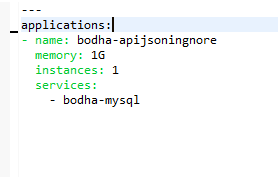 ---
applications:
- name: bodha-apijsoningnore
  memory: 1G
  instances: 1
  services:
    - bodha-mysql